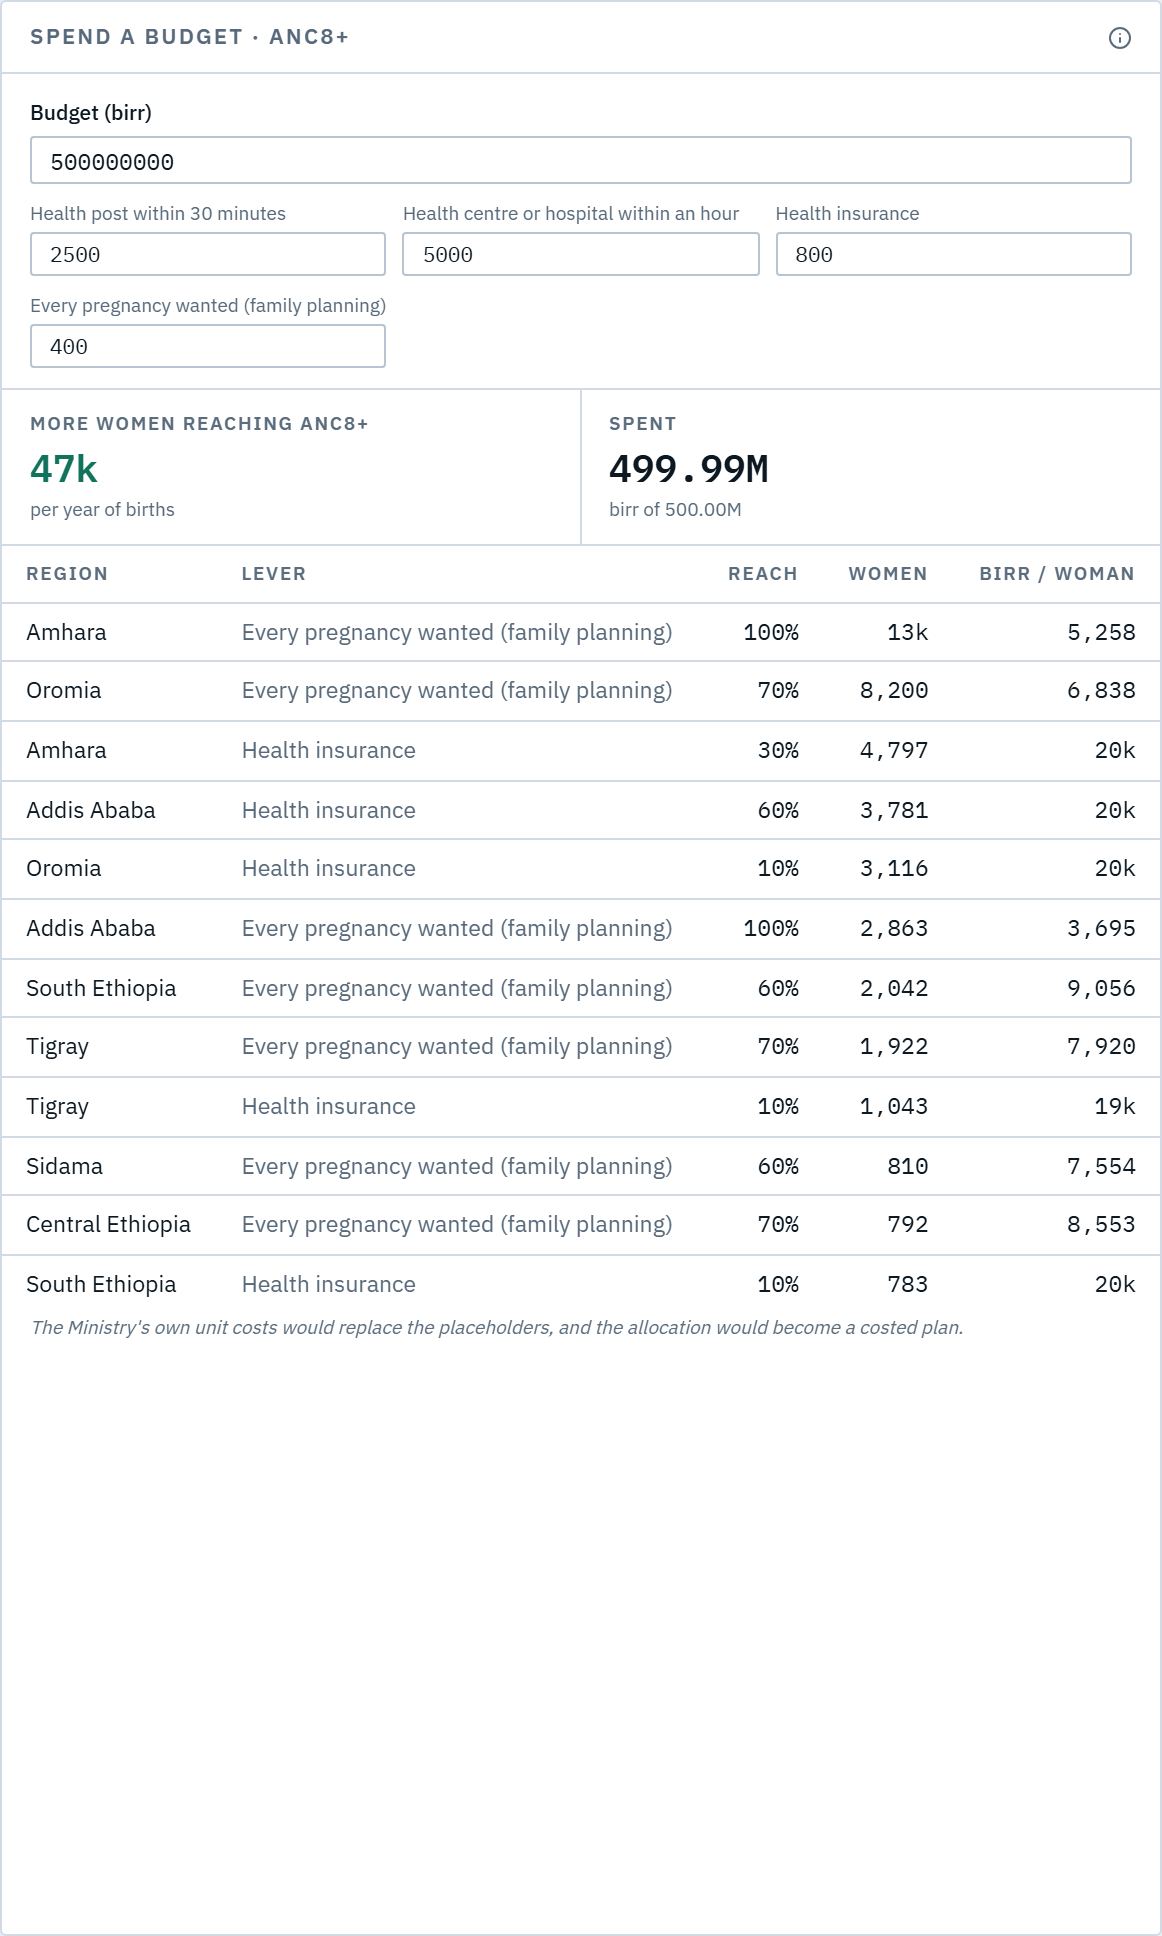 SPEND A BUDGET · ANC8+
Budget (birr)
500000000
Health post within 30 minutes
Health centre or hospital within an hour
Health insurance
2500
5000
800
Every pregnancy wanted (family planning)
400
MORE WOMEN REACHING ANC8+
47k
per year of births
SPENT
499.99M
birr of 500.00M
REGION LEVER REACH WOMEN BIRR / WOMAN
Amhara Every pregnancy wanted (family planning) 100% 13k 5,258
Oromia Every pregnancy wanted (family planning) 70% 8,200 6,838
Amhara Health insurance 30% 4,797 20k
Addis Ababa Health insurance 60% 3,781 20k
Oromia Health insurance 10% 3,116 20k
Addis Ababa Every pregnancy wanted (family planning) 100% 2,863 3,695
South Ethiopia Every pregnancy wanted (family planning) 60% 2,042 9,056
Tigray Every pregnancy wanted (family planning) 70% 1,922 7,920
Tigray Health insurance 10% 1,043 19k
Sidama Every pregnancy wanted (family planning) 60% 810 7,554
Central Ethiopia Every pregnancy wanted (family planning) 70% 792 8,553
South Ethiopia Health insurance 10% 783 20k
The Ministry's own unit costs would replace the placeholders, and the allocation would become a costed plan.